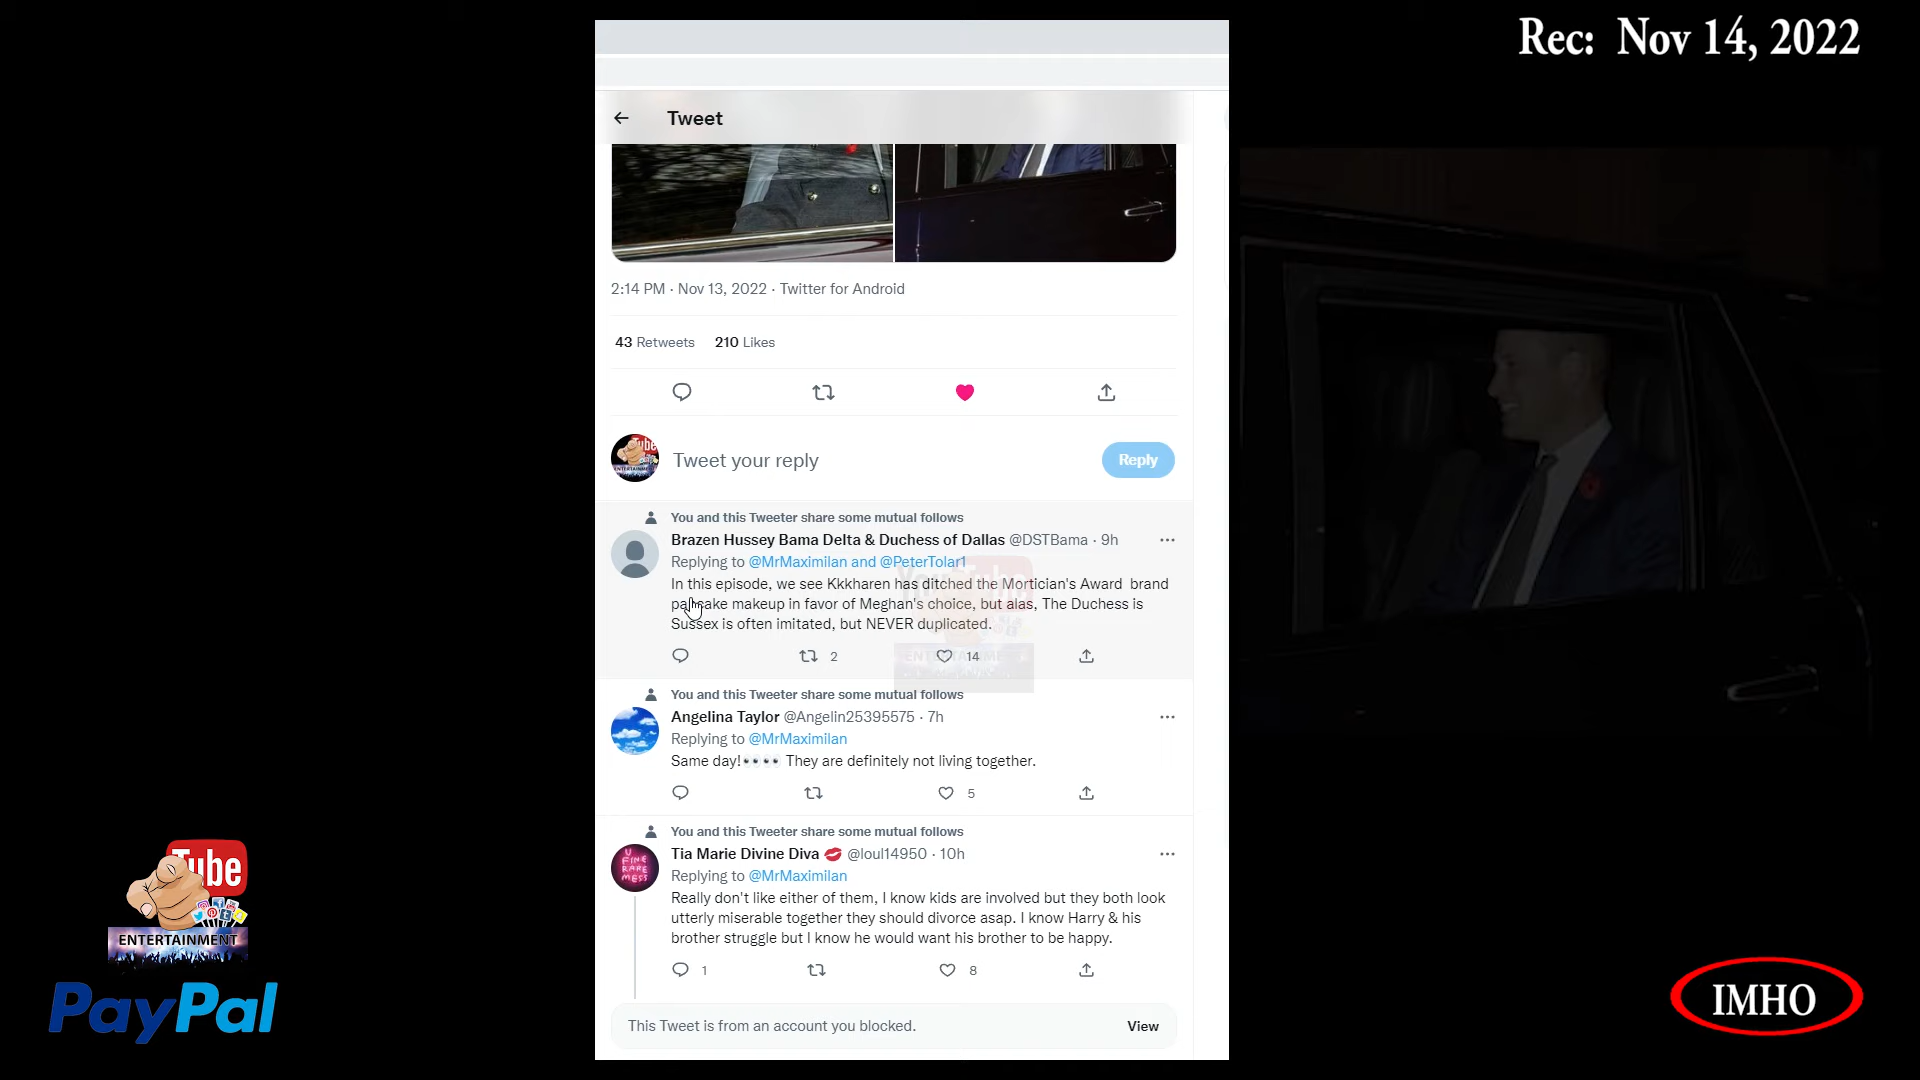 Rec: Nov 14, 2022
Tweet
2:14 PM · Nov 13, 2022 · Twitter for Android
43 Retweets 210 Likes
Tweet your reply
Reply
You and this Tweeter share some mutual follows
Brazen Hussey Bama Delta & Duchess of Dallas @DSTBama · 9h
Replying to @MrMaximilan and @PeterTolar1
In this episode, we see Kkkharen has ditched the Mortician's Award brand
pancake makeup in favor of Meghan's choice, but alas, The Duchess is
Sussex is often imitated, but NEVER duplicated.
2 14
You and this Tweeter share some mutual follows
Angelina Taylor @Angelin25395575 · 7h
Replying to @MrMaximilan
Same day!👀👀 They are definitely not living together.
5
You and this Tweeter share some mutual follows
Tia Marie Divine Diva 💋 @loul14950 · 10h
U FINE RARE MESS
Replying to @MrMaximilan
Really don't like either of them, I know kids are involved but they both look
utterly miserable together they should divorce asap. I know Harry & his
brother struggle but I know he would want his brother to be happy.
1 8
This Tweet is from an account you blocked.
View
Tube
ENTERTAINMENT
PayPal
IMHO